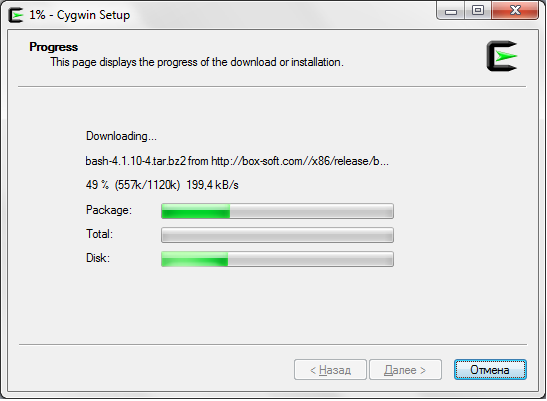 1% - Cygwin Setup
Progress
This page displays the progress of the download or installation.
Downloading...
bash-4.1.10-4.tar.bz2 from http://box-soft.com//x86/release/b...
49 % (557k/1120k) 199,4 kB/s
Package:
Total:
Disk:
< Назад
Далее >
Отмена